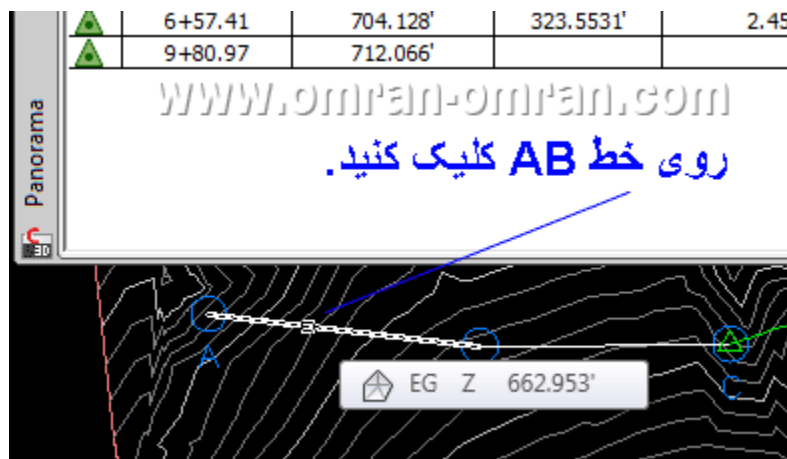 6+57.41 704.128' 323.5531' 2.45
9+80.97 712.066'
www.omran-omran.com
روی خط AB کلیک کنید.
Panorama
3D
A
C
EG Z 662.953'